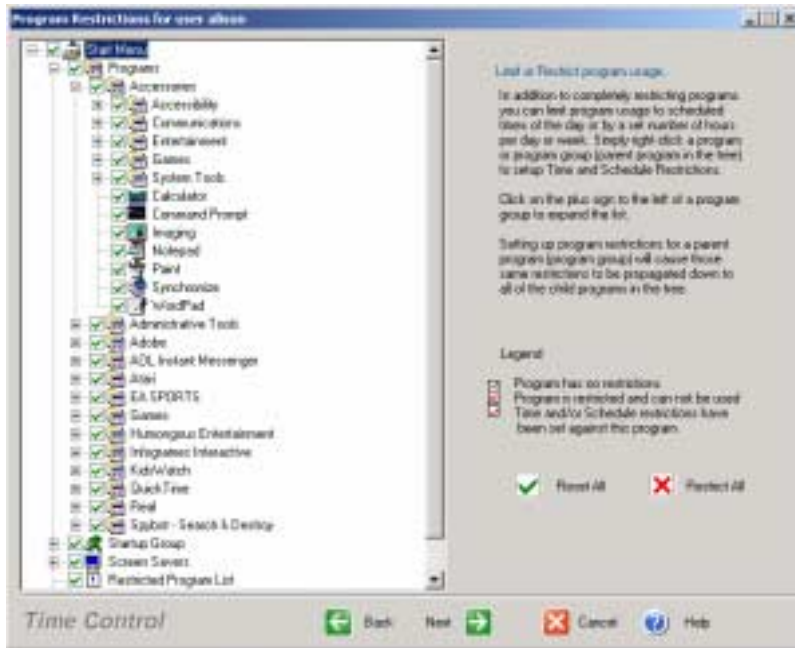 Program Restrictions for user alison
Start Menu
Programs
Accessories
Accessibility
Communications
Entertainment
Games
System Tools
Calculator
Command Prompt
Imaging
Notepad
Paint
Synchronize
WordPad
Administrative Tools
Adobe
AOL Instant Messenger
Atari
EA SPORTS
Games
Humongous Entertainment
Infogrames Interactive
KidsWatch
QuickTime
Real
Spybot - Search & Destroy
Startup Group
Screen Savers
Restricted Program List
Limit or Restrict program usage.
In addition to completely restricting programs
you can limit program usage to scheduled
times of the day or by a set number of hours
per day or week. Simply right-click a program
or program group (parent program in the tree)
to setup Time and Schedule Restrictions.
Click on the plus sign to the left of a program
group to expand the list.
Setting up program restrictions for a parent
program (program group) will cause those
same restrictions to be propagated down to
all of the child programs in the tree.
Legend
Program has no restrictions
Program is restricted and can not be used
Time and/or Schedule restrictions have
been set against this program.
Reset All
Restrict All
Time Control
Back
Next
Cancel
Help